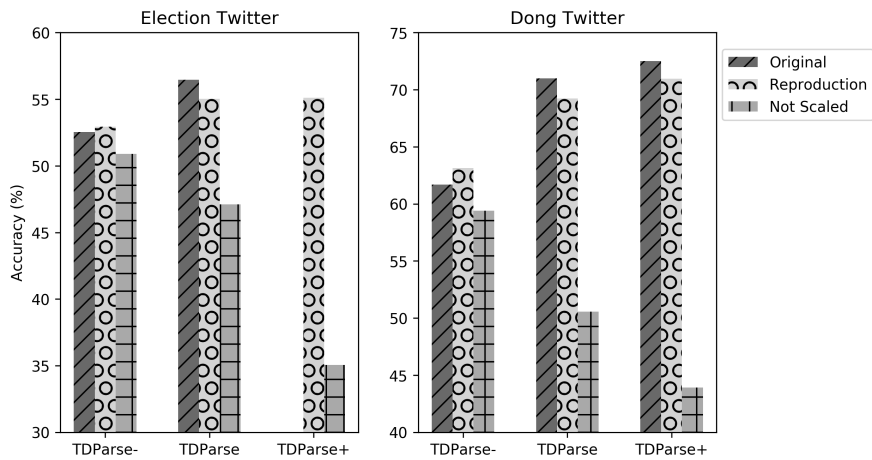 Election Twitter
Accuracy (%)
60
55
50
45
40
35
30
TDParse- TDParse TDParse+
Dong Twitter
75
70
65
60
55
50
45
40
TDParse- TDParse TDParse+
Original
Reproduction
Not Scaled